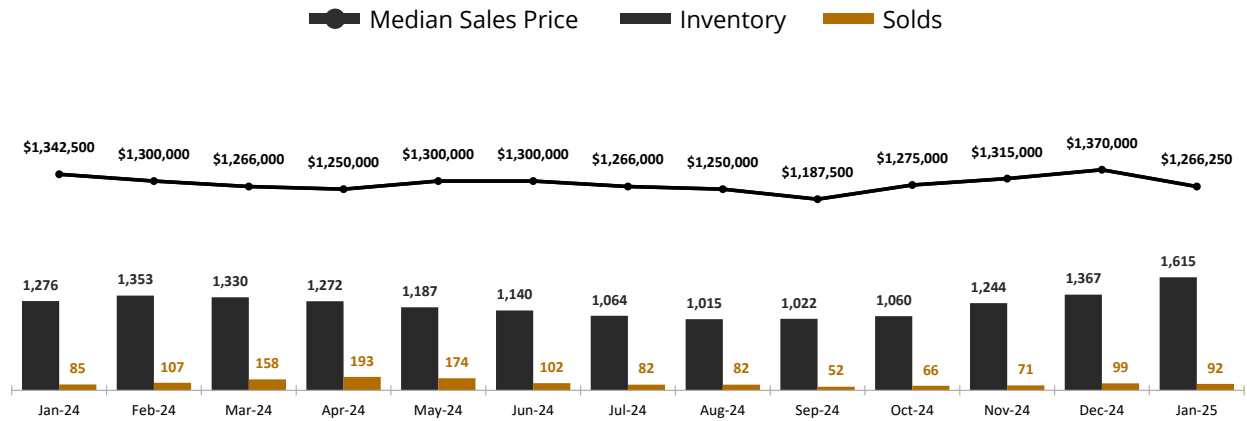 Median Sales Price Inventory Solds
$1,342,500 $1,300,000 $1,266,000 $1,250,000 $1,300,000 $1,300,000 $1,266,000 $1,250,000 $1,187,500 $1,275,000 $1,315,000 $1,370,000 $1,266,250
1,276 1,353 1,330 1,272 1,187 1,140 1,064 1,015 1,022 1,060 1,244 1,367 1,615
85 107 158 193 174 102 82 82 52 66 71 99 92
Jan-24 Feb-24 Mar-24 Apr-24 May-24 Jun-24 Jul-24 Aug-24 Sep-24 Oct-24 Nov-24 Dec-24 Jan-25